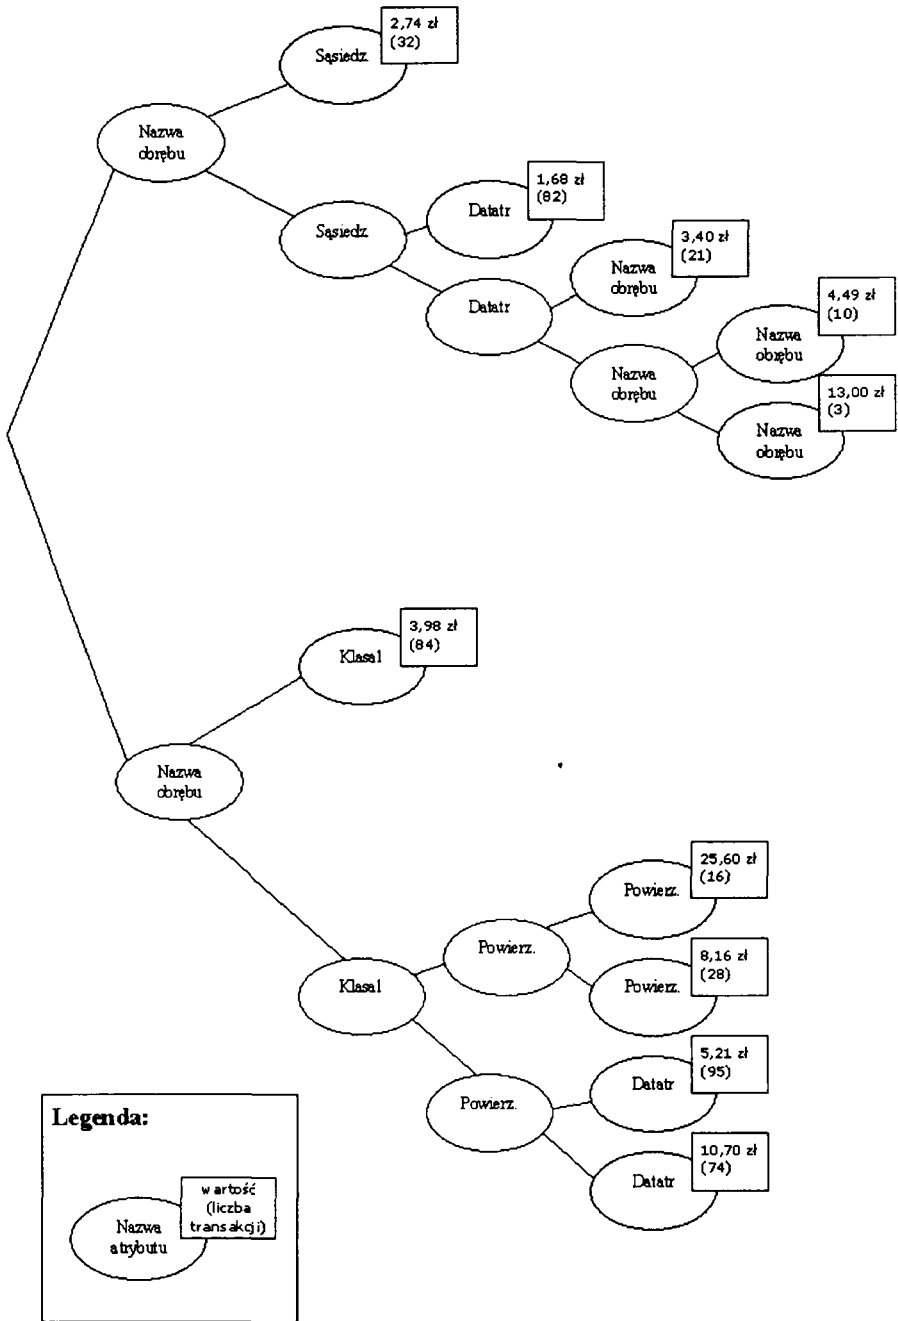 2,74 zł
(32)
Sąsiedz.
Nazwa
obrębu
1,68 zł
(82)
Datatr
Sąsiedz.
3,40 zł
(21)
Nazwa
obrębu
4,49 zł
(10)
Datatr
Nazwa
obrębu
Nazwa
obrębu
13,00 zł
(3)
Nazwa
obrębu
3,98 zł
(84)
Klasa1
Nazwa
obrębu
25,60 zł
(16)
Powierz.
Powierz.
8,16 zł
(28)
Klasa1
Powierz.
5,21 zł
(95)
Datatr
Powierz.
10,70 zł
(74)
Datatr
Legenda:
wartość
(liczba
transakcji)
Nazwa
atrybutu